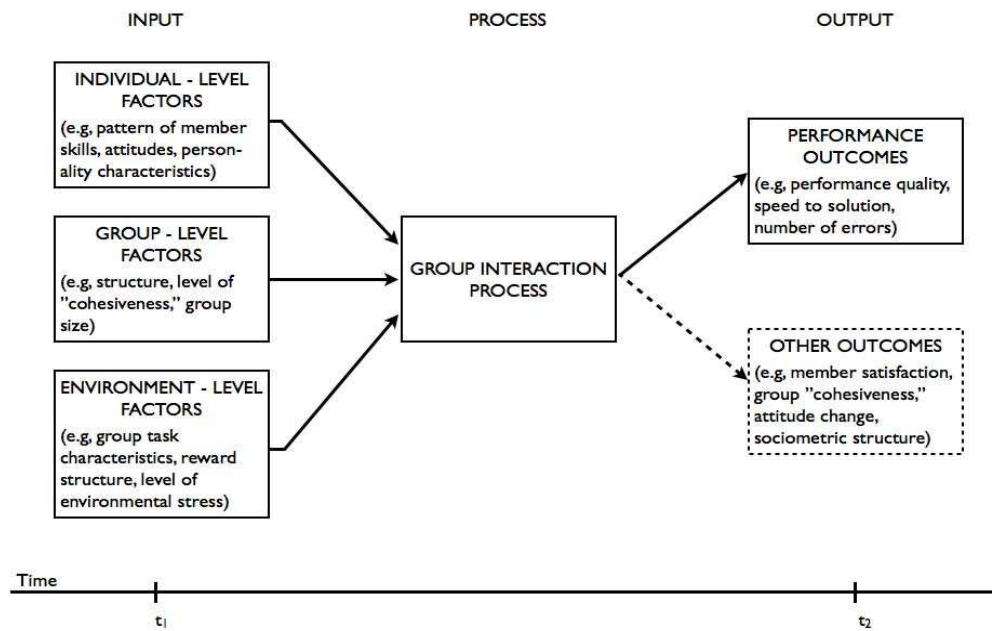 INPUT
PROCESS
OUTPUT
INDIVIDUAL - LEVEL
FACTORS
(e.g, pattern of member
skills, attitudes, person-
ality characteristics)
GROUP - LEVEL
FACTORS
(e.g, structure, level of
"cohesiveness," group
size)
ENVIRONMENT - LEVEL
FACTORS
(e.g, group task
characteristics, reward
structure, level of
environmental stress)
GROUP INTERACTION
PROCESS
PERFORMANCE
OUTCOMES
(e.g, performance quality,
speed to solution,
number of errors)
OTHER OUTCOMES
(e.g, member satisfaction,
group "cohesiveness,"
attitude change,
sociometric structure)
Time
t1
t2